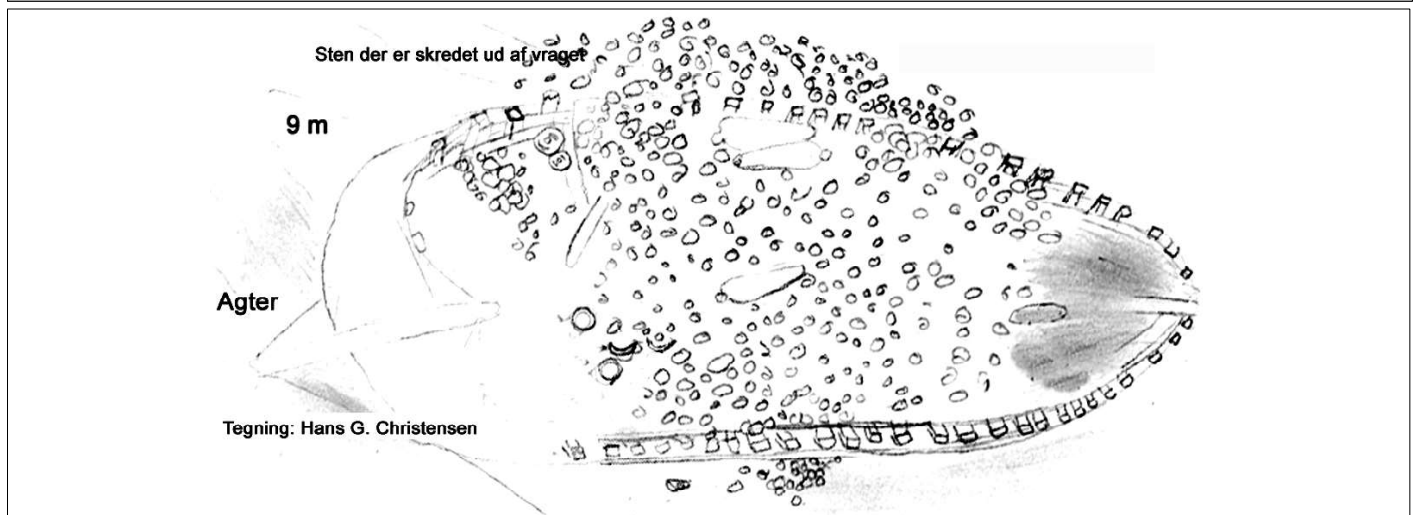 Sten der er skredet ud af vraget
9 m
Agter
Tegning: Hans G. Christensen